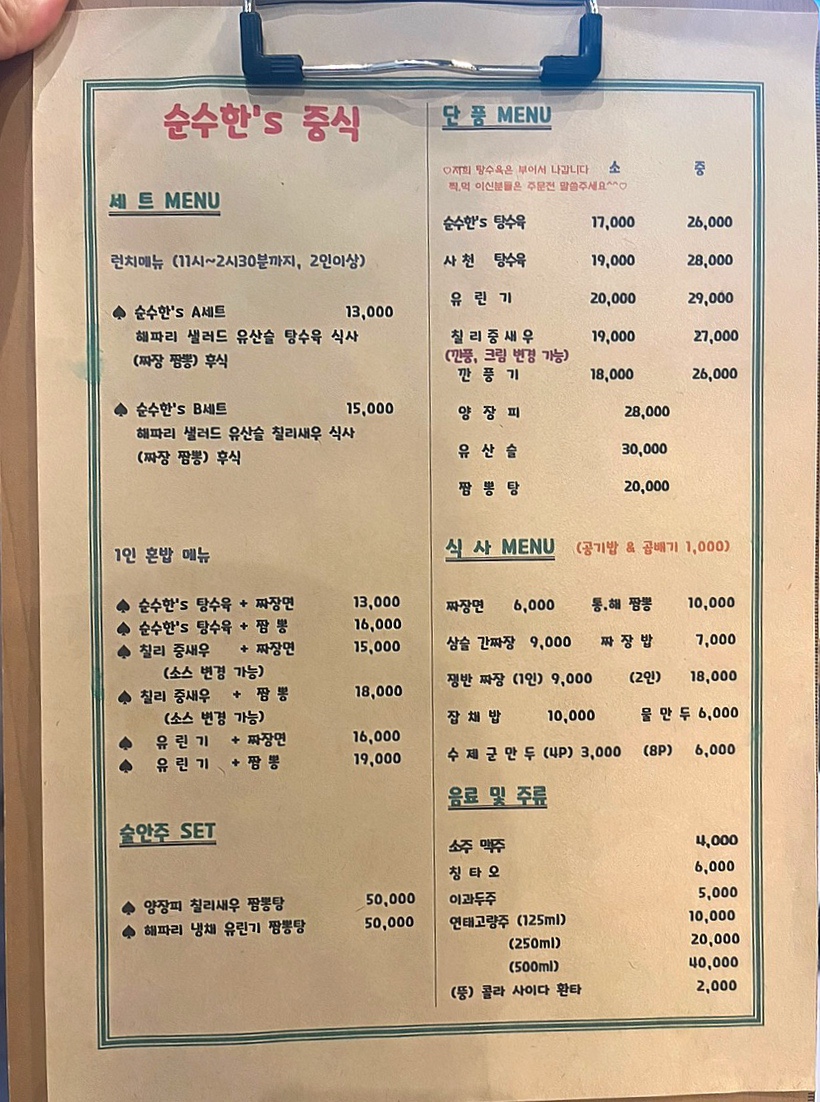 순수한's 중식
세 트 MENU
런치메뉴 (11시~2시30분까지, 2인이상)
♠ 순수한's A세트 13,000
해파리 샐러드 유산슬 탕수육 식사
(짜장 짬뽕) 후식
♠ 순수한's B세트 15,000
해파리 샐러드 유산슬 칠리새우 식사
(짜장 짬뽕) 후식
1인 혼밥 메뉴
♠ 순수한's 탕수육 + 짜장면 13,000
♠ 순수한's 탕수육 + 짬 뽕 16,000
♠ 칠리 중새우 + 짜장면 15,000
(소스 변경 가능)
♠ 칠리 중새우 + 짬 뽕 18,000
(소스 변경 가능)
♠ 유 린 기 + 짜장면 16,000
♠ 유 린 기 + 짬 뽕 19,000
술안주 SET
♠ 양장피 칠리새우 짬뽕탕 50,000
♠ 해파리 냉채 유린기 짬뽕탕 50,000
단 품 MENU
♡저희 탕수육은 부어서 나갑니다 소 중
찍.먹 이신분들은 주문전 말씀주세요^^♡
순수한's 탕수육 17,000 26,000
사 천 탕수육 19,000 28,000
유 린 기 20,000 29,000
칠 리 중 새 우 19,000 27,000
(깐풍, 크림 변경 가능)
깐 풍 기 18,000 26,000
양 장 피 28,000
유 산 슬 30,000
짬 뽕 탕 20,000
식 사 MENU (공기밥 & 곱배기 1,000)
짜장면 6,000 통.해 짬뽕 10,000
삼슬 간짜장 9,000 짜 장 밥 7,000
쟁반 짜장 (1인) 9,000 (2인) 18,000
잡 채 밥 10,000 물 만 두 6,000
수 제 군 만 두 (4P) 3,000 (8P) 6,000
음료 및 주류
소주 맥주 4,000
칭 타 오 6,000
이과두주 5,000
연태고량주 (125ml) 10,000
(250ml) 20,000
(500ml) 40,000
(뚱) 콜라 사이다 환타 2,000